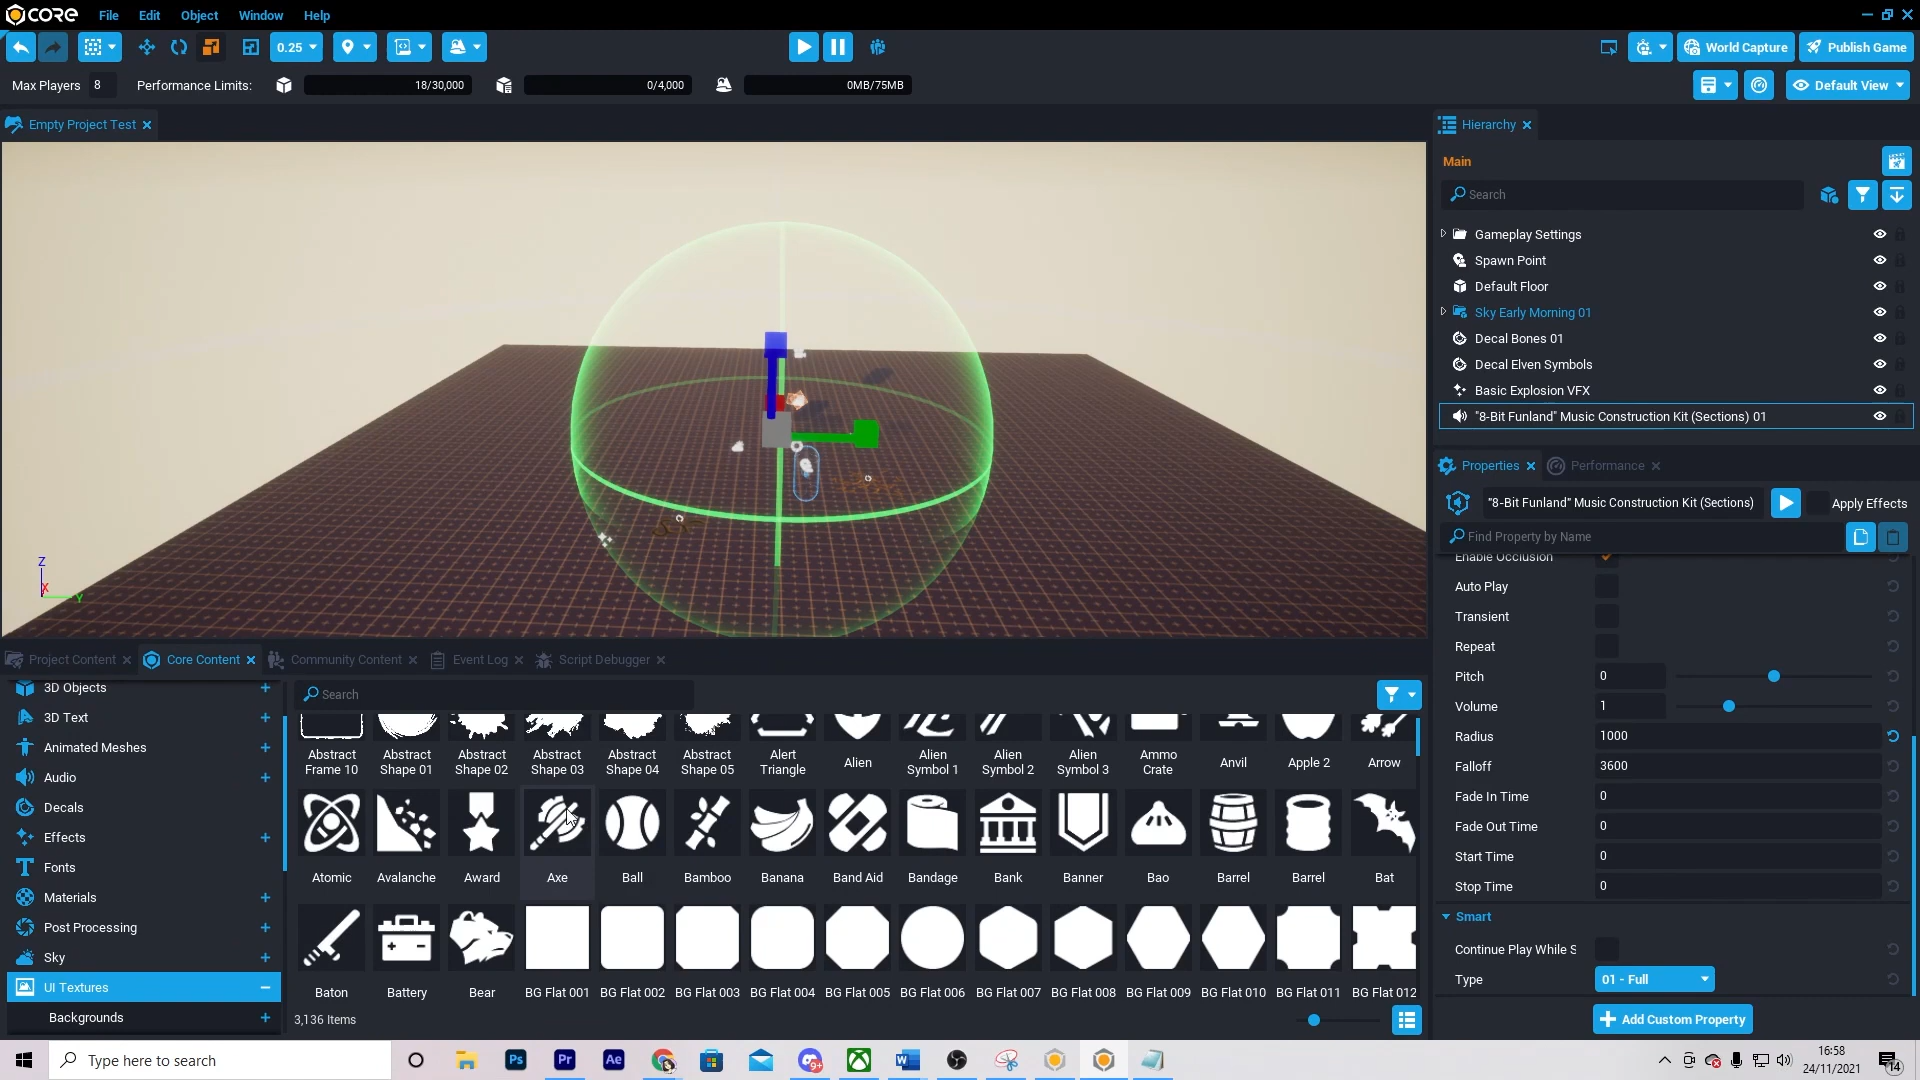 CORE File Edit Object Window Help
0.25 World Capture Publish Game
Max Players 8 Performance Limits: 18/30,000 0/4,000 0MB/75MB Default View
Empty Project Test
Hierarchy
Main
Search
Gameplay Settings
Spawn Point
Default Floor
Sky Early Morning 01
Decal Bones 01
Decal Elven Symbols
Basic Explosion VFX
"8-Bit Funland" Music Construction Kit (Sections) 01
Properties Performance
"8-Bit Funland" Music Construction Kit (Sections) Apply Effects
Find Property by Name
Enable Occlusion
Auto Play
Transient
Repeat
Pitch 0
Volume 1
Radius 1000
Falloff 3600
Fade In Time 0
Fade Out Time 0
Start Time 0
Stop Time 0
Smart
Continue Play While S
Type 01 - Full
Add Custom Property
Z
X
Y
Project Content Core Content Community Content Event Log Script Debugger
3D Objects
3D Text
Animated Meshes
Audio
Decals
Effects
Fonts
Materials
Post Processing
Sky
UI Textures
Backgrounds
Search
Abstract Frame 10 Abstract Shape 01 Abstract Shape 02 Abstract Shape 03 Abstract Shape 04 Abstract Shape 05 Alert Triangle Alien Alien Symbol 1 Alien Symbol 2 Alien Symbol 3 Ammo Crate Anvil Apple 2 Arrow
Atomic Avalanche Award Axe Ball Bamboo Banana Band Aid Bandage Bank Banner Bao Barrel Barrel Bat
Baton Battery Bear BG Flat 001 BG Flat 002 BG Flat 003 BG Flat 004 BG Flat 005 BG Flat 006 BG Flat 007 BG Flat 008 BG Flat 009 BG Flat 010 BG Flat 011 BG Flat 012
3,136 Items
Type here to search
Ps Pr Ae 9+
16:58
24/11/2021
14